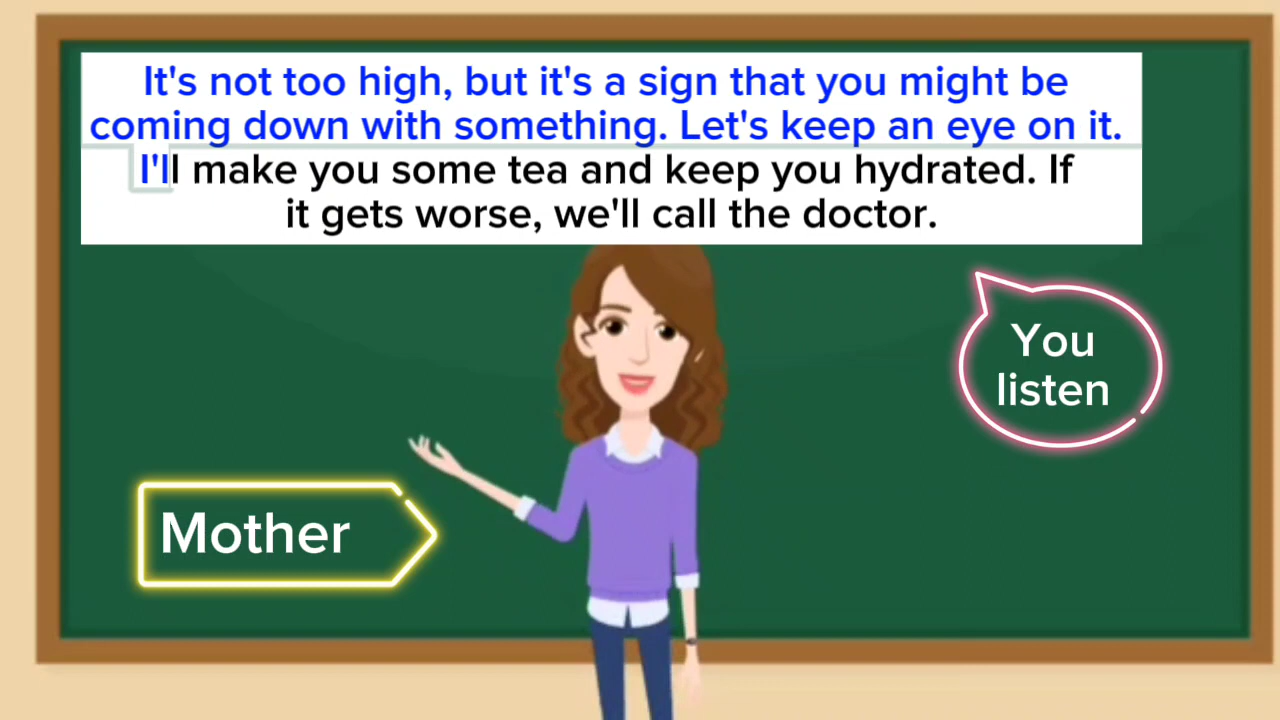 It's not too high, but it's a sign that you might be
coming down with something. Let's keep an eye on it.
I'll make you some tea and keep you hydrated. If
it gets worse, we'll call the doctor.
You
listen
Mother